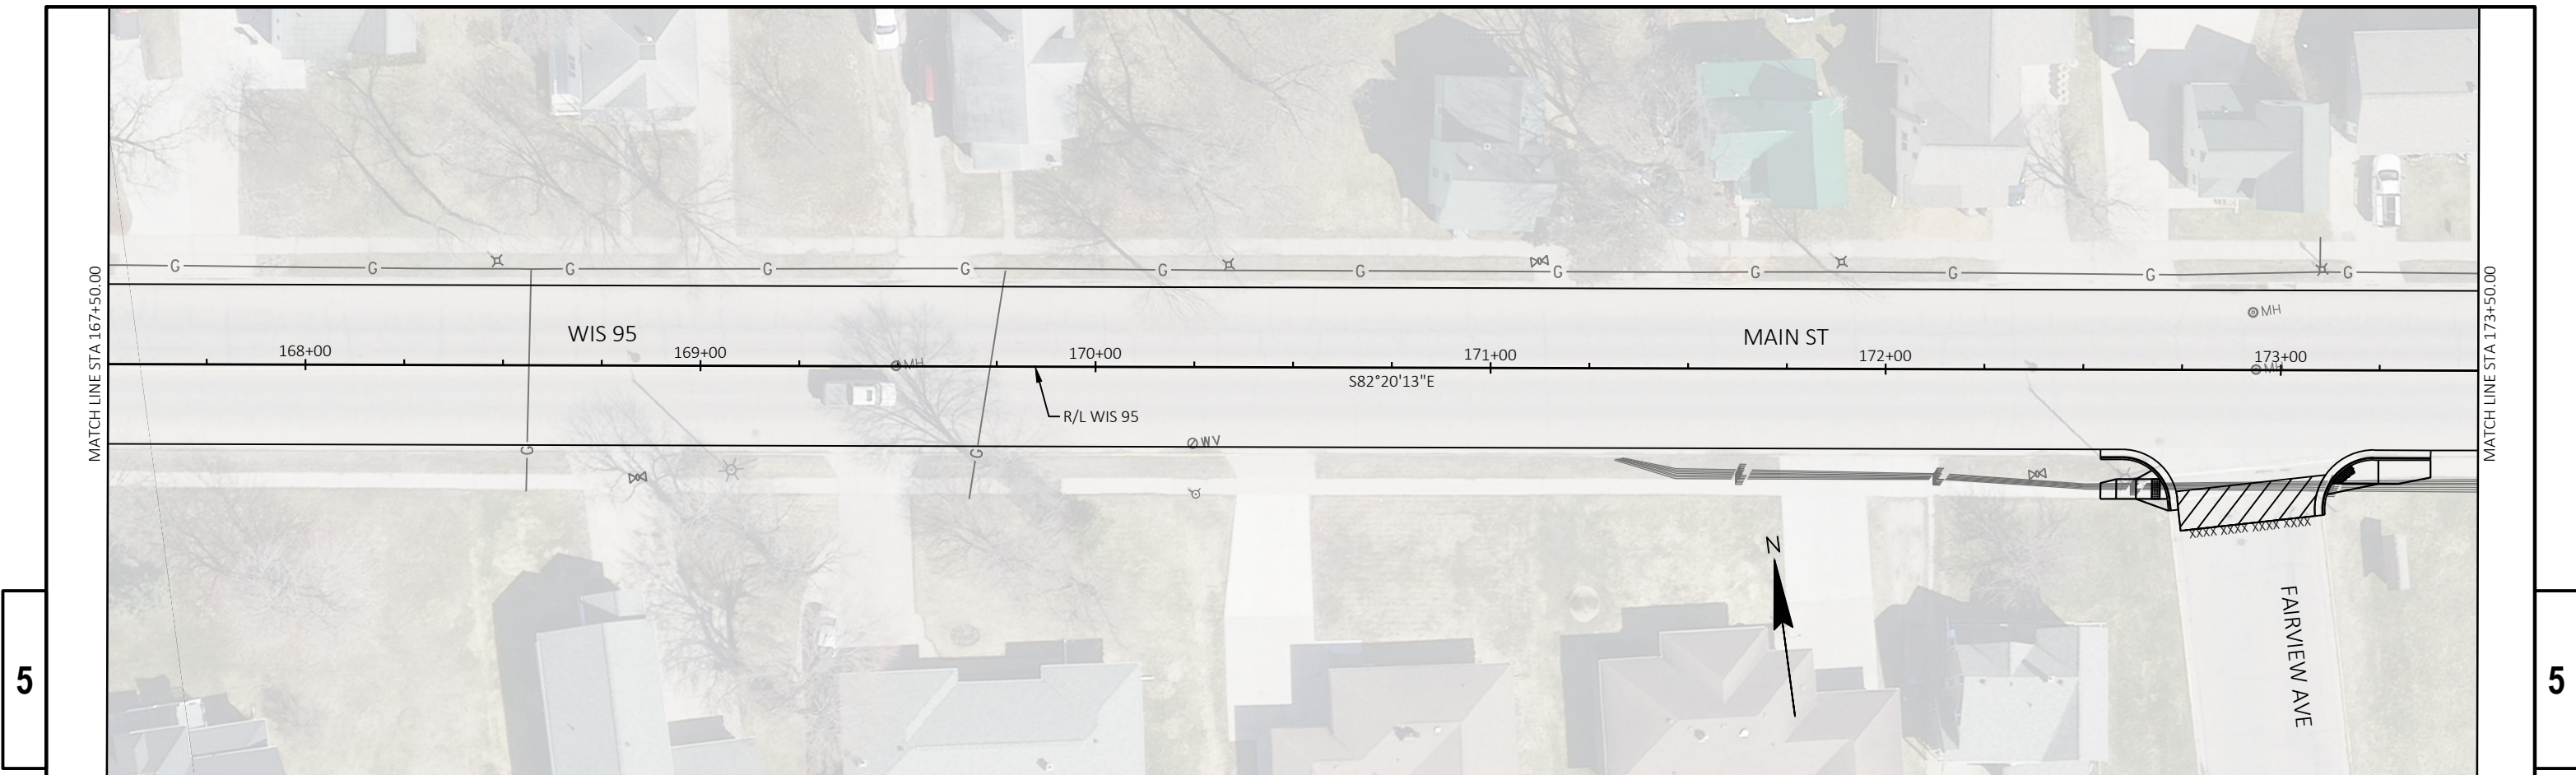 G G G G G G G G G G G G
MATCH LINE STA 167+50.00
MATCH LINE STA 173+50.00
MH
WIS 95
MAIN ST
168+00
169+00
170+00
171+00
172+00
173+00
MH
MH
S82°20'13"E
R/L WIS 95
WV
G
G
XXXX XXXX XXXX XXXX
N
FAIRVIEW AVE
5
5